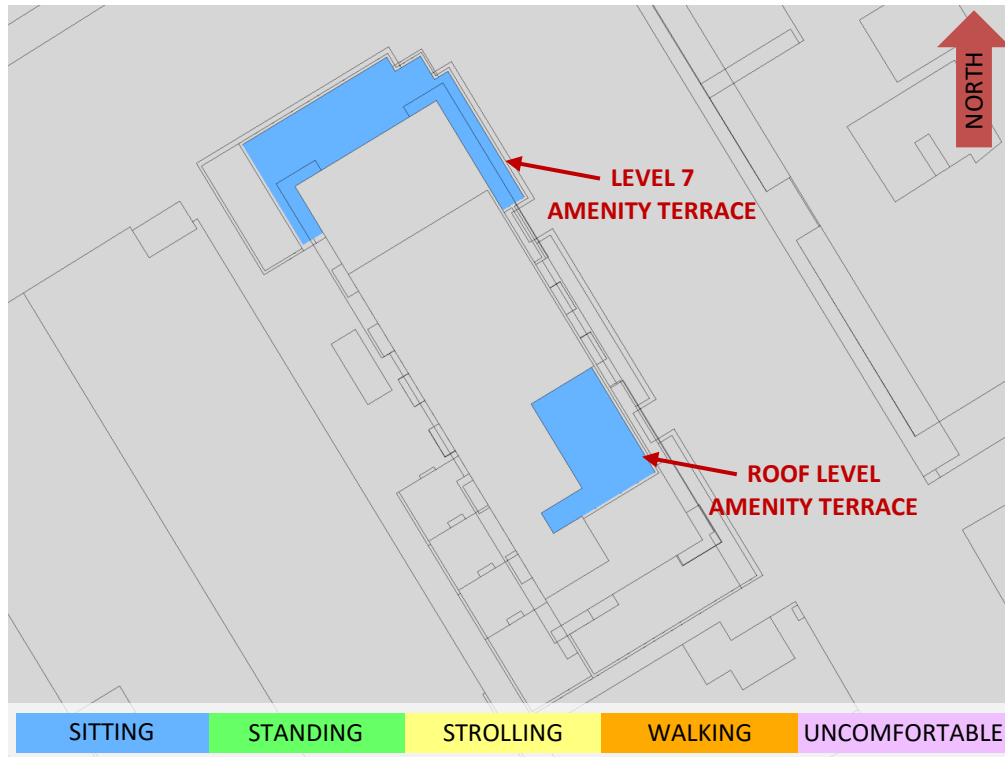 NORTH
LEVEL 7
AMENITY TERRACE
ROOF LEVEL
AMENITY TERRACE
SITTING STANDING STROLLING WALKING UNCOMFORTABLE